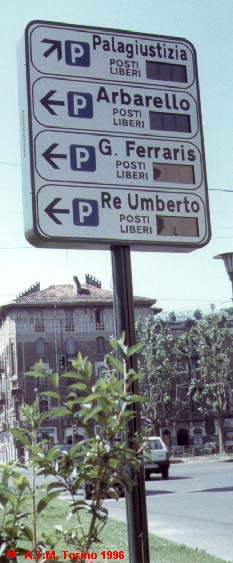 P Palagiustizia
POSTI
LIBERI
P Arbarello
POSTI
LIBERI
P G. Ferraris
POSTI
LIBERI
P Re Umberto
POSTI
LIBERI
© A.T.M. Torino 1996